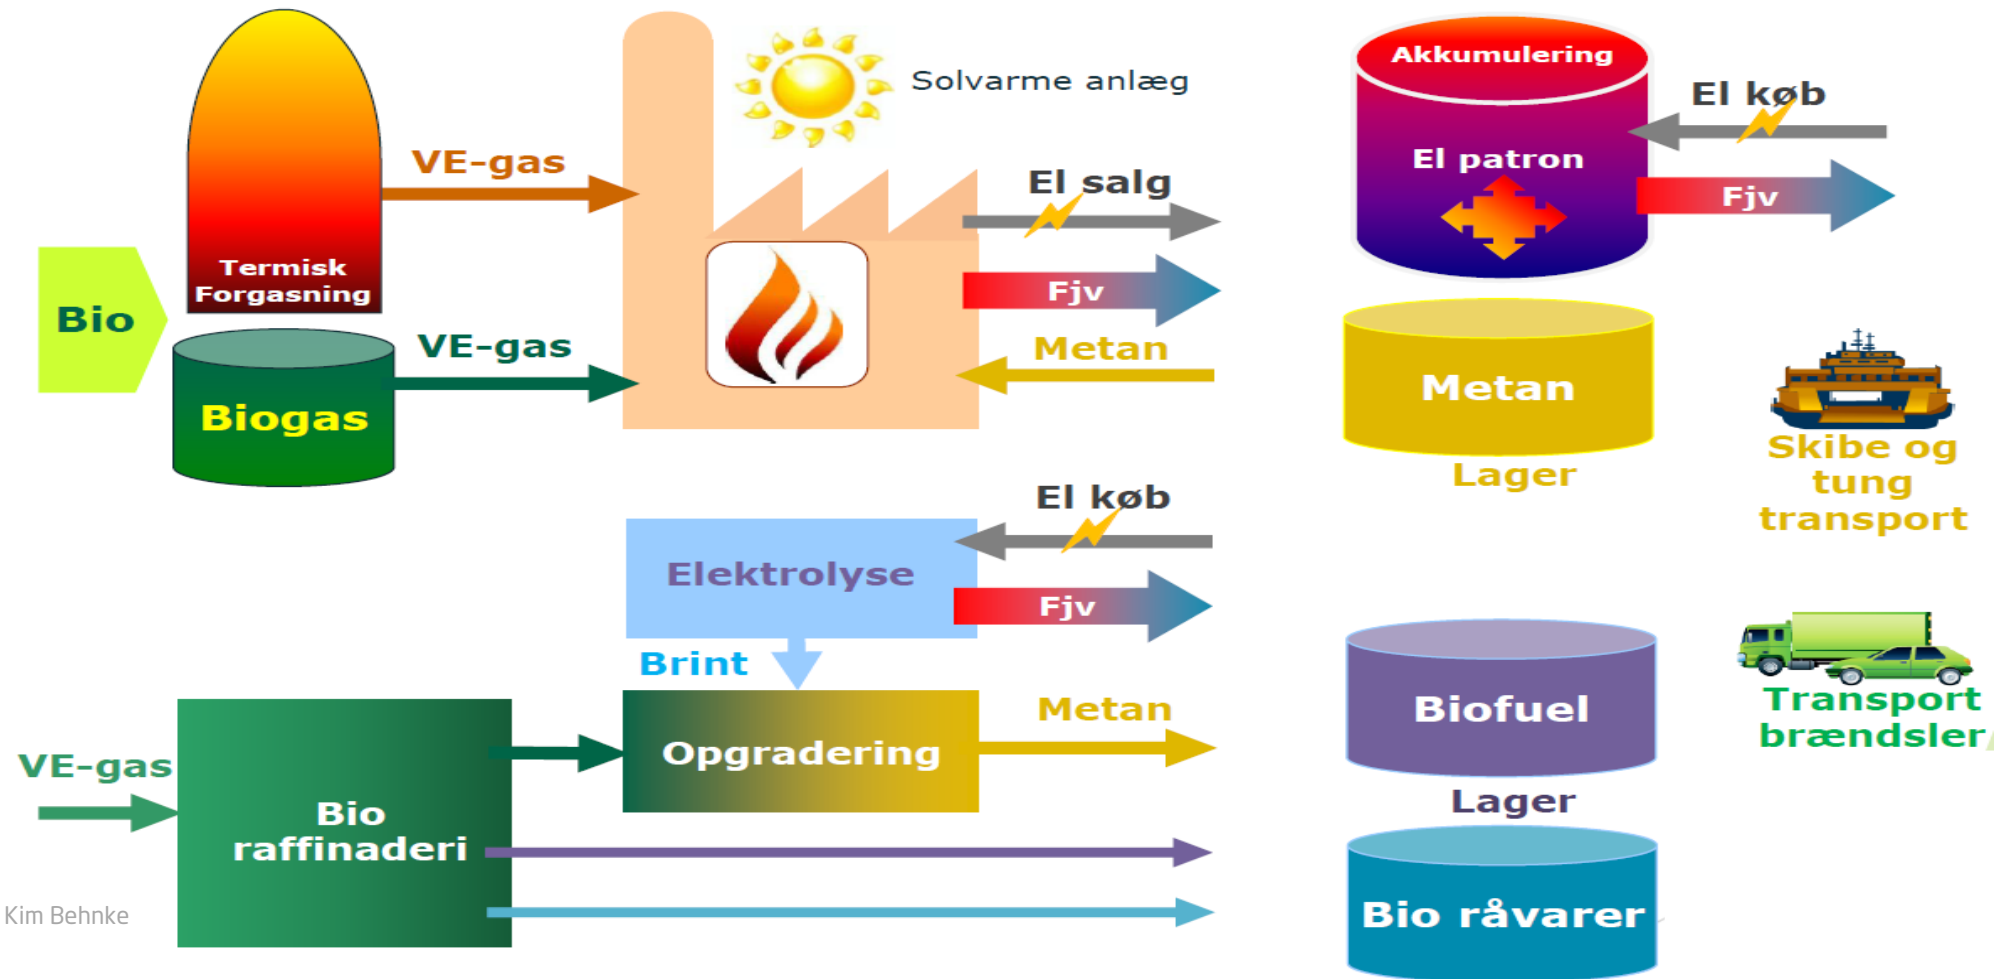 Solvarme anlæg
Akkumulering
El køb
VE-gas
El patron
El salg
Fjv
Termisk
Forgasning
Fjv
Bio
VE-gas
Metan
Metan
Biogas
Skibe og
tung
transport
Lager
El køb
Elektrolyse
Fjv
Brint
Metan
Biofuel
Transport
brændsler
Opgradering
VE-gas
Lager
Bio
raffinaderi
Kim Behnke
Bio råvarer